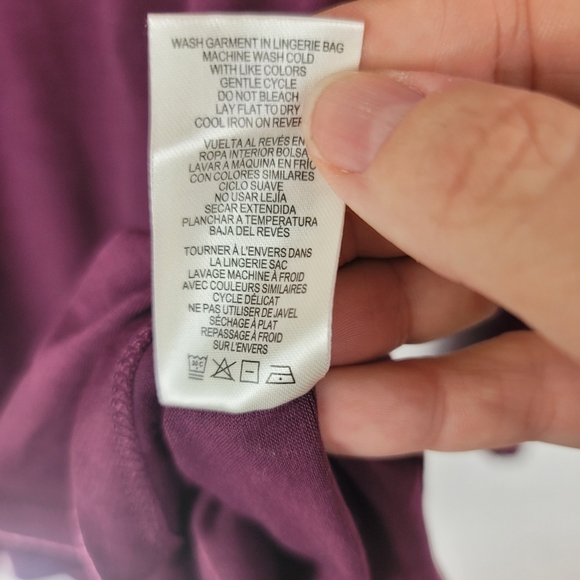 WASH GARMENT IN LINGERIE BAG
MACHINE WASH COLD
WITH LIKE COLORS
GENTLE CYCLE
DO NOT BLEACH
LAY FLAT TO DRY
COOL IRON ON
VUELTA AL REVÉS EN
ROPA INTERIOR BOLSA
LAVAR A MAQUINA EN
CON COLORES SIMILARES
CICLO SUAVE
NO USAR LEJÍA
SECAR EXTENDIDA
PLANCHAR A TEMPERATURA
BAJA DEL REVÉS
TOURNER À L'ENVERS DANS
LA LINGERIE SAC
LAVAGE MACHINE À FROID
AVEC COULEURS SIMILAIRES
CYCLE DÉLICAT
NE PAS UTILISER DE JAVEL
SÉCHAGE À PLAT
REPASSAGE À FROID
SUR L'ENVERS